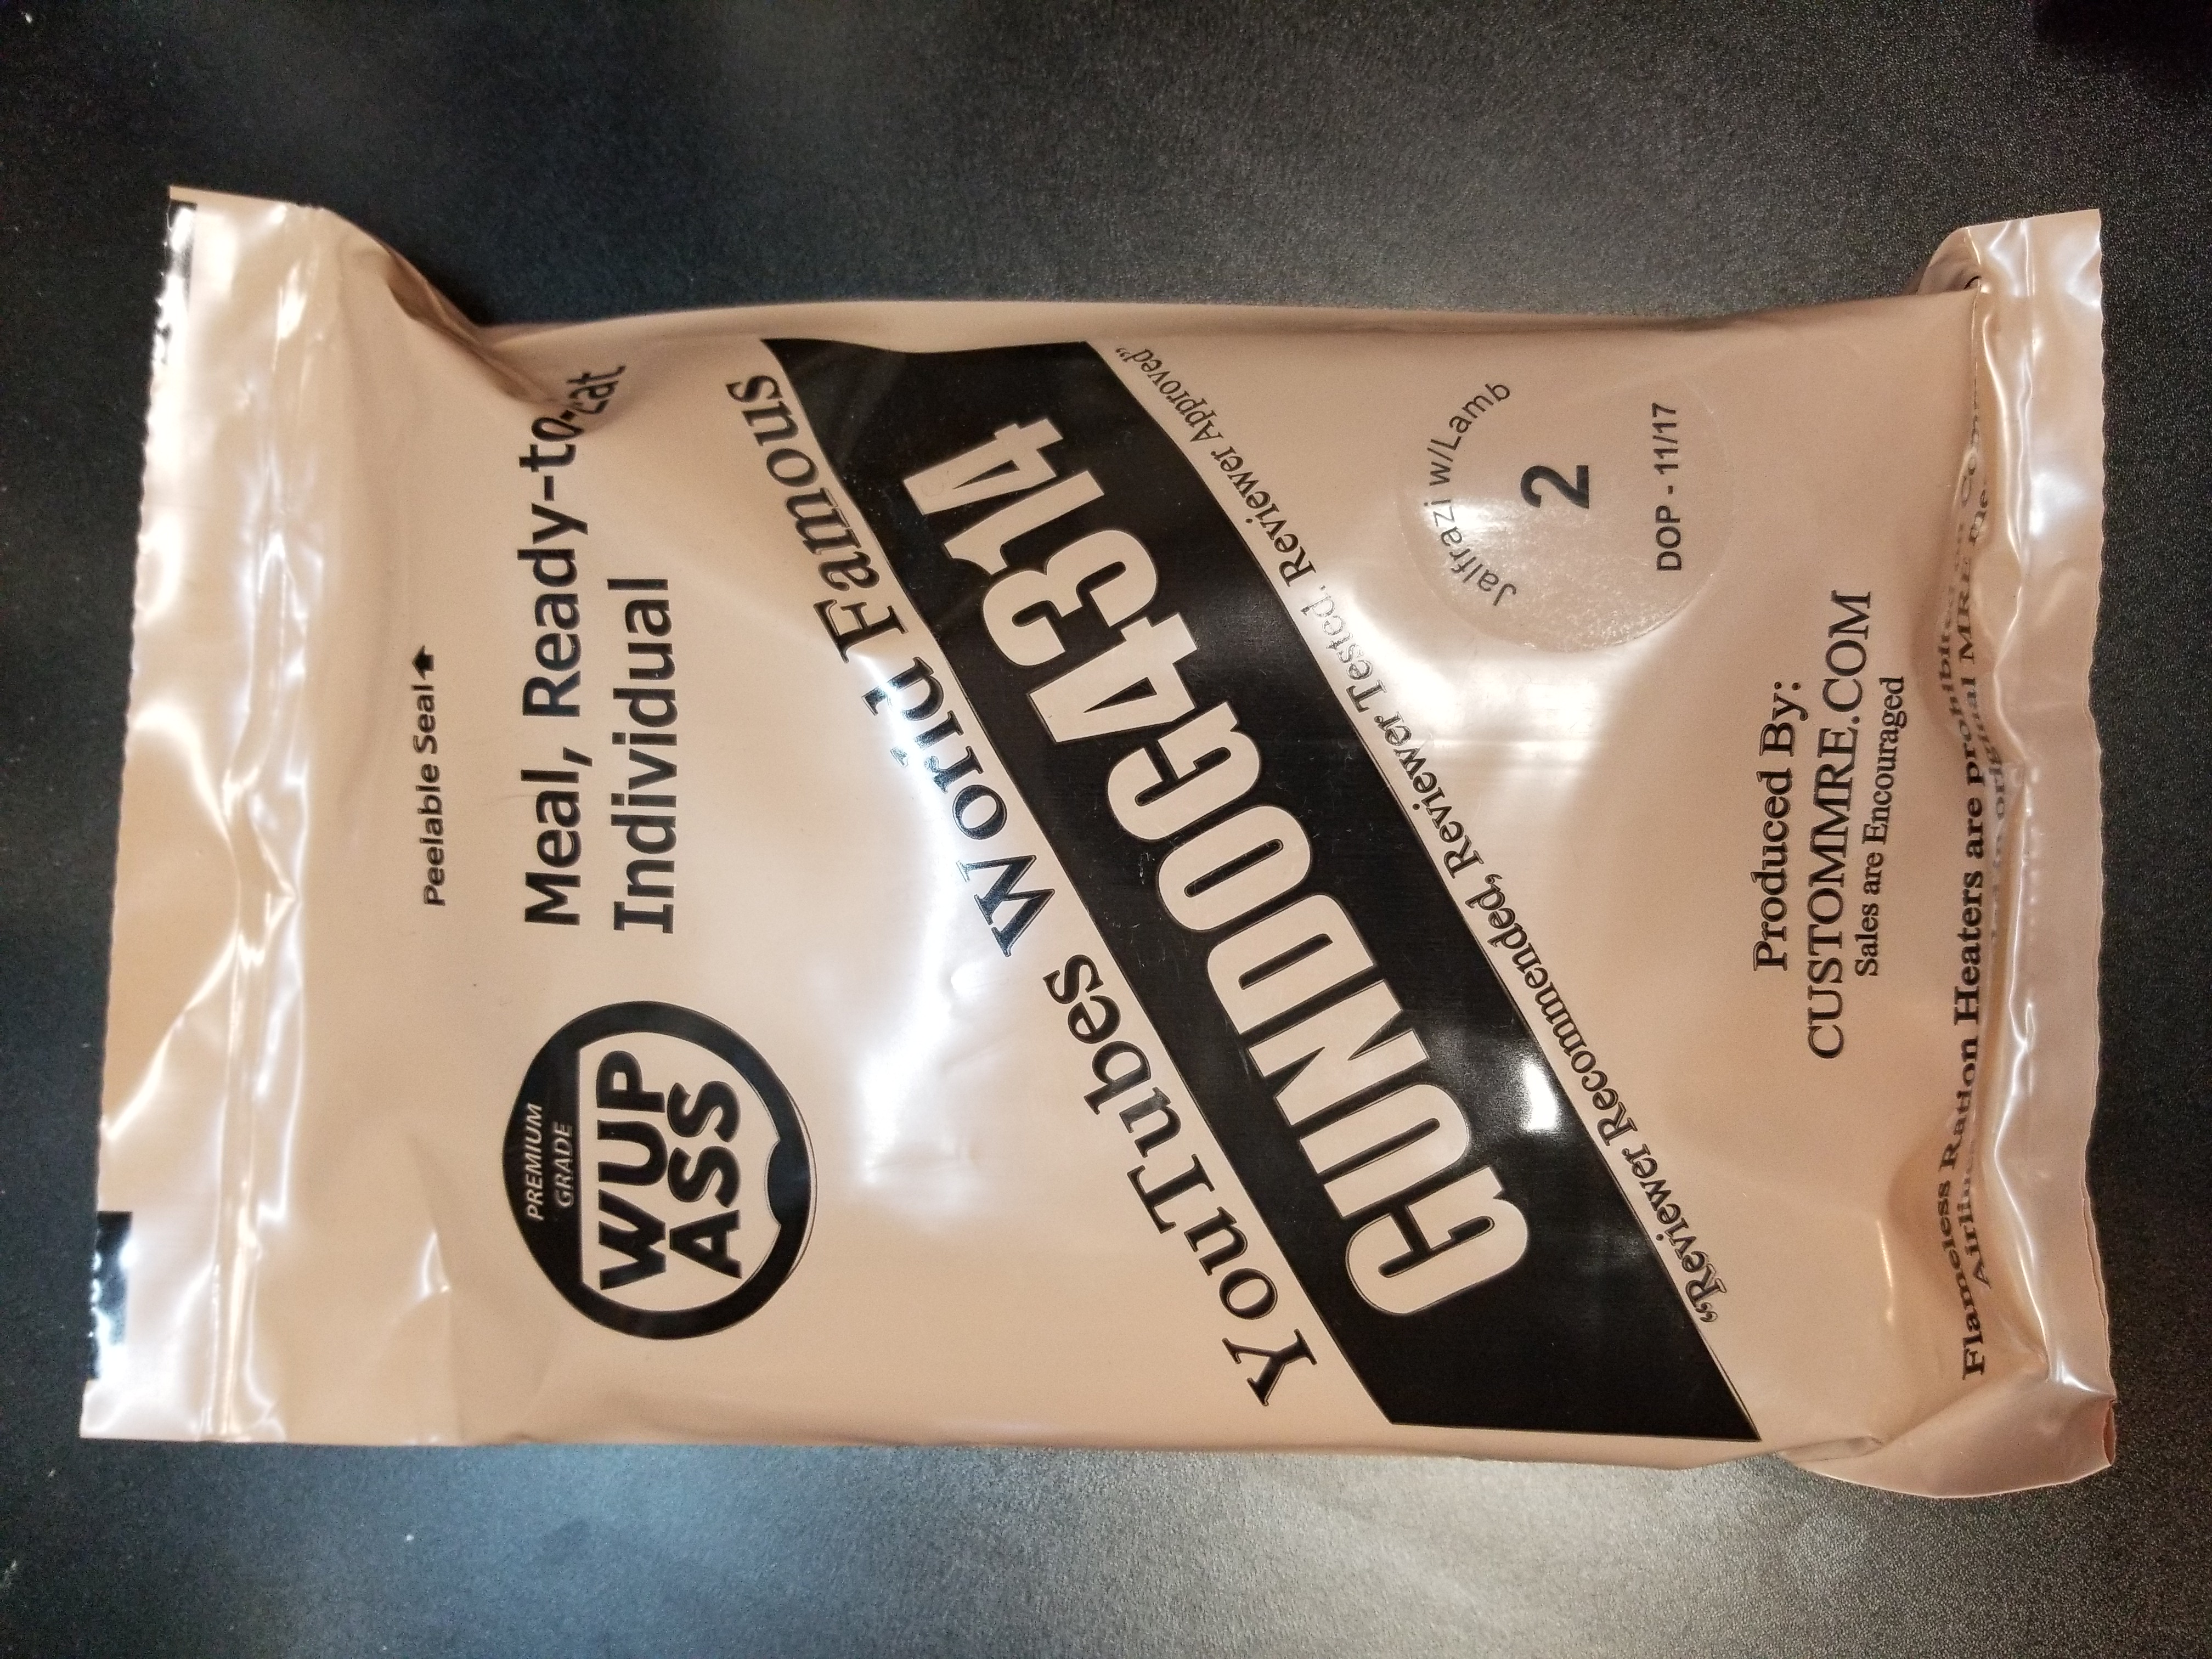 Peelable Seal
PREMIUM
GRADE
WUP
ASS
Meal, Ready-to-Eat
Individual
YouTubes World Famous
GUNDOG4314
"Reviewer Recommended, Reviewer Tested, Reviewer Approved"
Jalfrazi w/Lamb
2
DOP - 11/17
Produced By:
CUSTOMMRE.COM
Sales are Encouraged
Flameless Ration Heaters are prohibited
original MRE